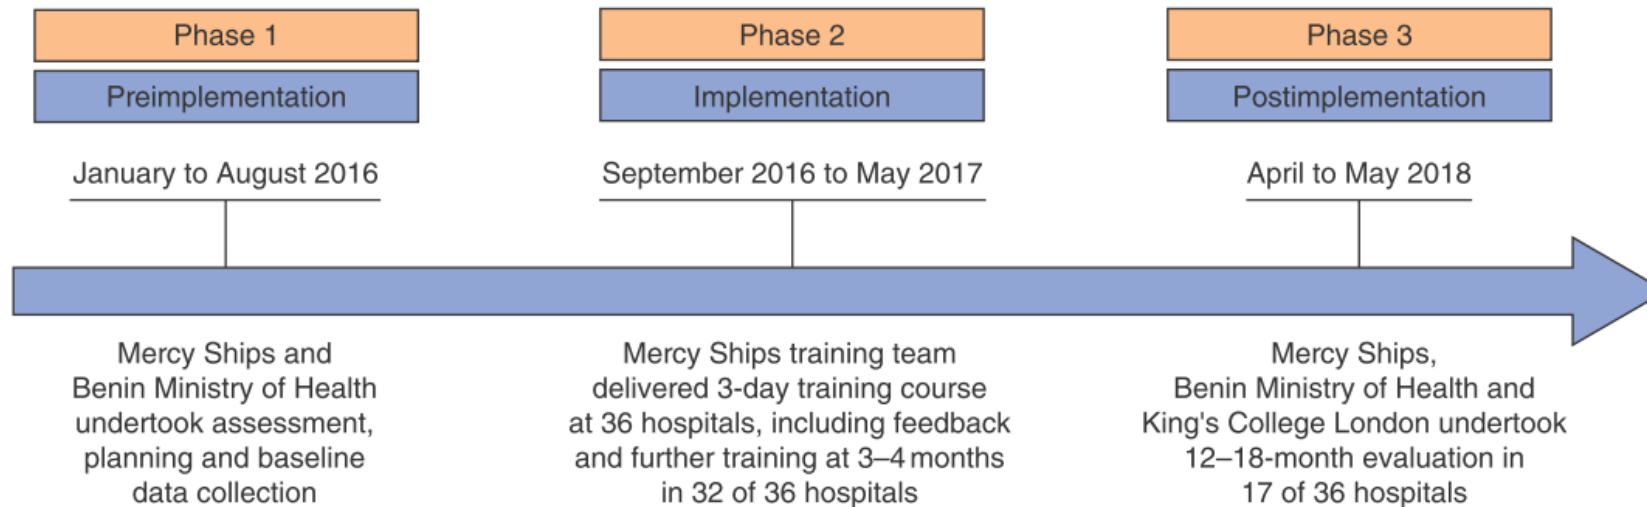 Phase 1
Preimplementation
January to August 2016
Mercy Ships and
Benin Ministry of Health
undertook assessment,
planning and baseline
data collection
Phase 2
Implementation
September 2016 to May 2017
Mercy Ships training team
delivered 3-day training course
at 36 hospitals, including feedback
and further training at 3–4 months
in 32 of 36 hospitals
Phase 3
Postimplementation
April to May 2018
Mercy Ships,
Benin Ministry of Health and
King's College London undertook
12–18-month evaluation in
17 of 36 hospitals